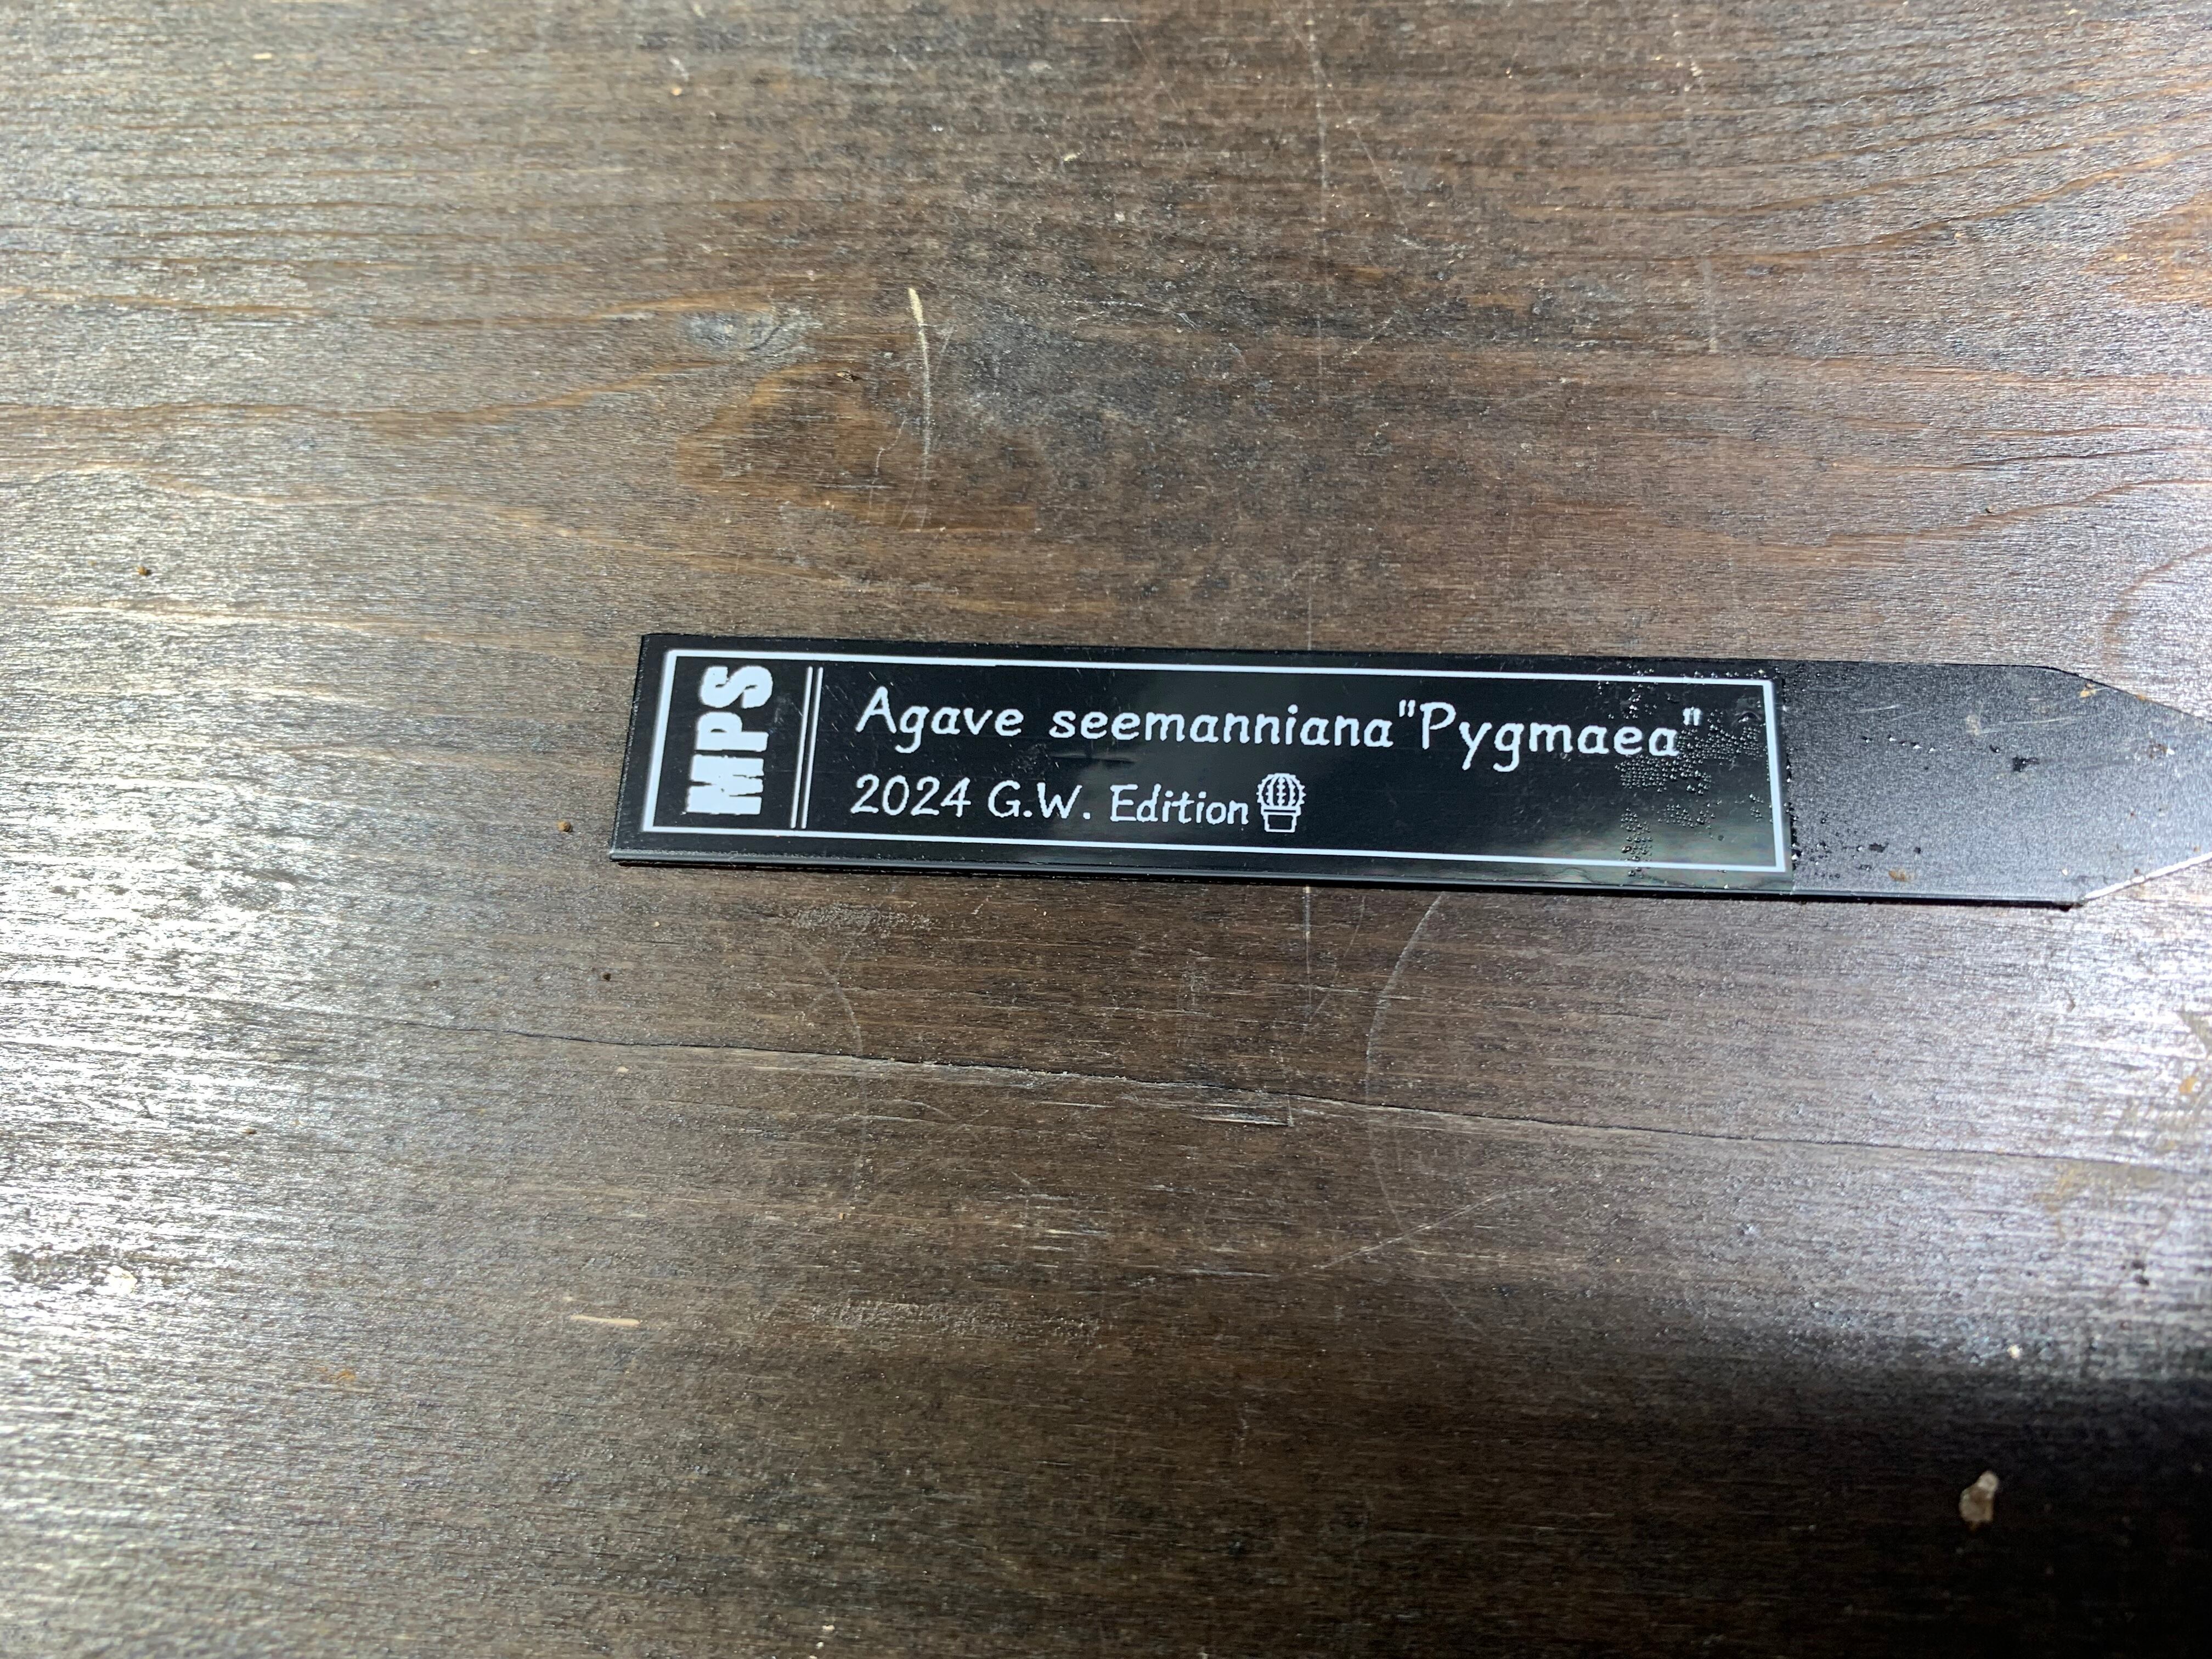 MPS
Agave seemanniana"Pygmaea"
2024 G.W. Edition